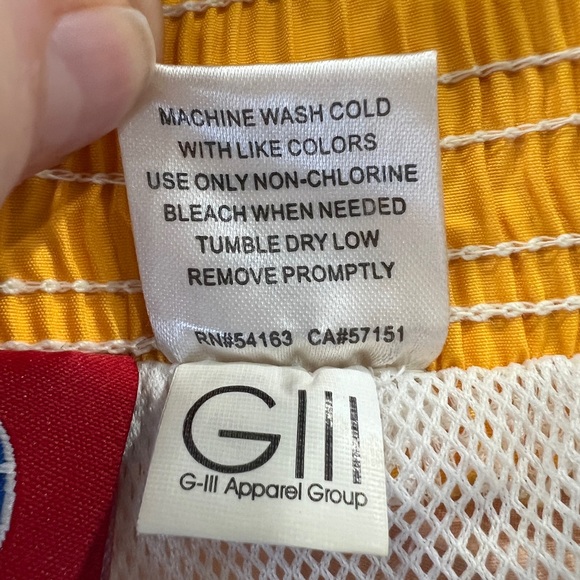 MACHINE WASH COLD
WITH LIKE COLORS
USE ONLY NON-CHLORINE
BLEACH WHEN NEEDED
TUMBLE DRY LOW
REMOVE PROMPTLY
RN#54163 CA#57151
GIII
G-III Apparel Group